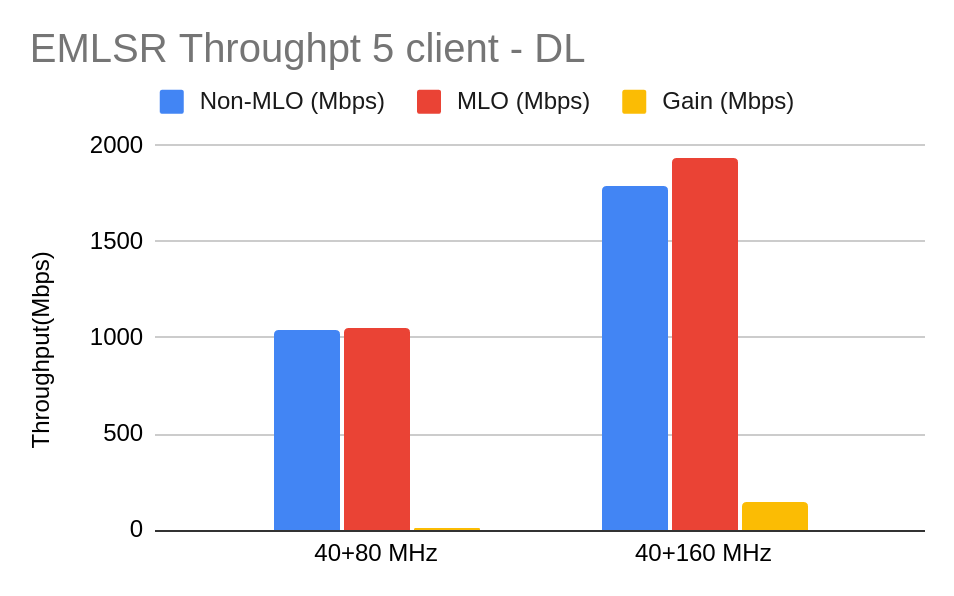 EMLSR Throughpt 5 client - DL
Non-MLO (Mbps) MLO (Mbps) Gain (Mbps)
Throughput(Mbps)
2000
1500
1000
500
0
40+80 MHz 40+160 MHz